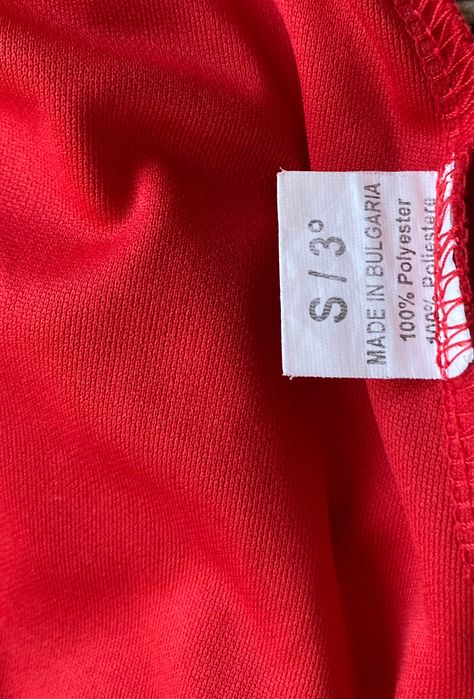 S / 3°
MADE IN BULGARIA
100% Polyester
100% Poliestere